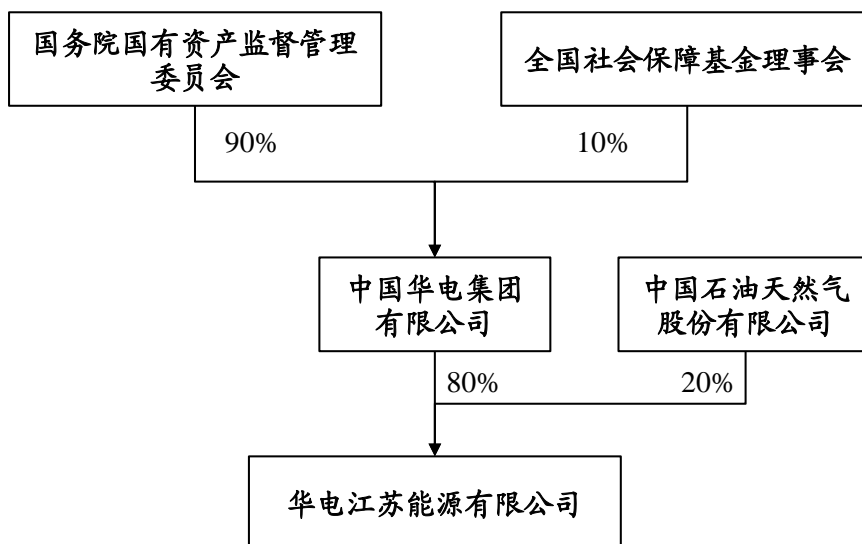 国务院国有资产监督管理
委员会
全国社会保障基金理事会
90%
10%
中国华电集团
有限公司
中国石油天然气
股份有限公司
80%
20%
华电江苏能源有限公司